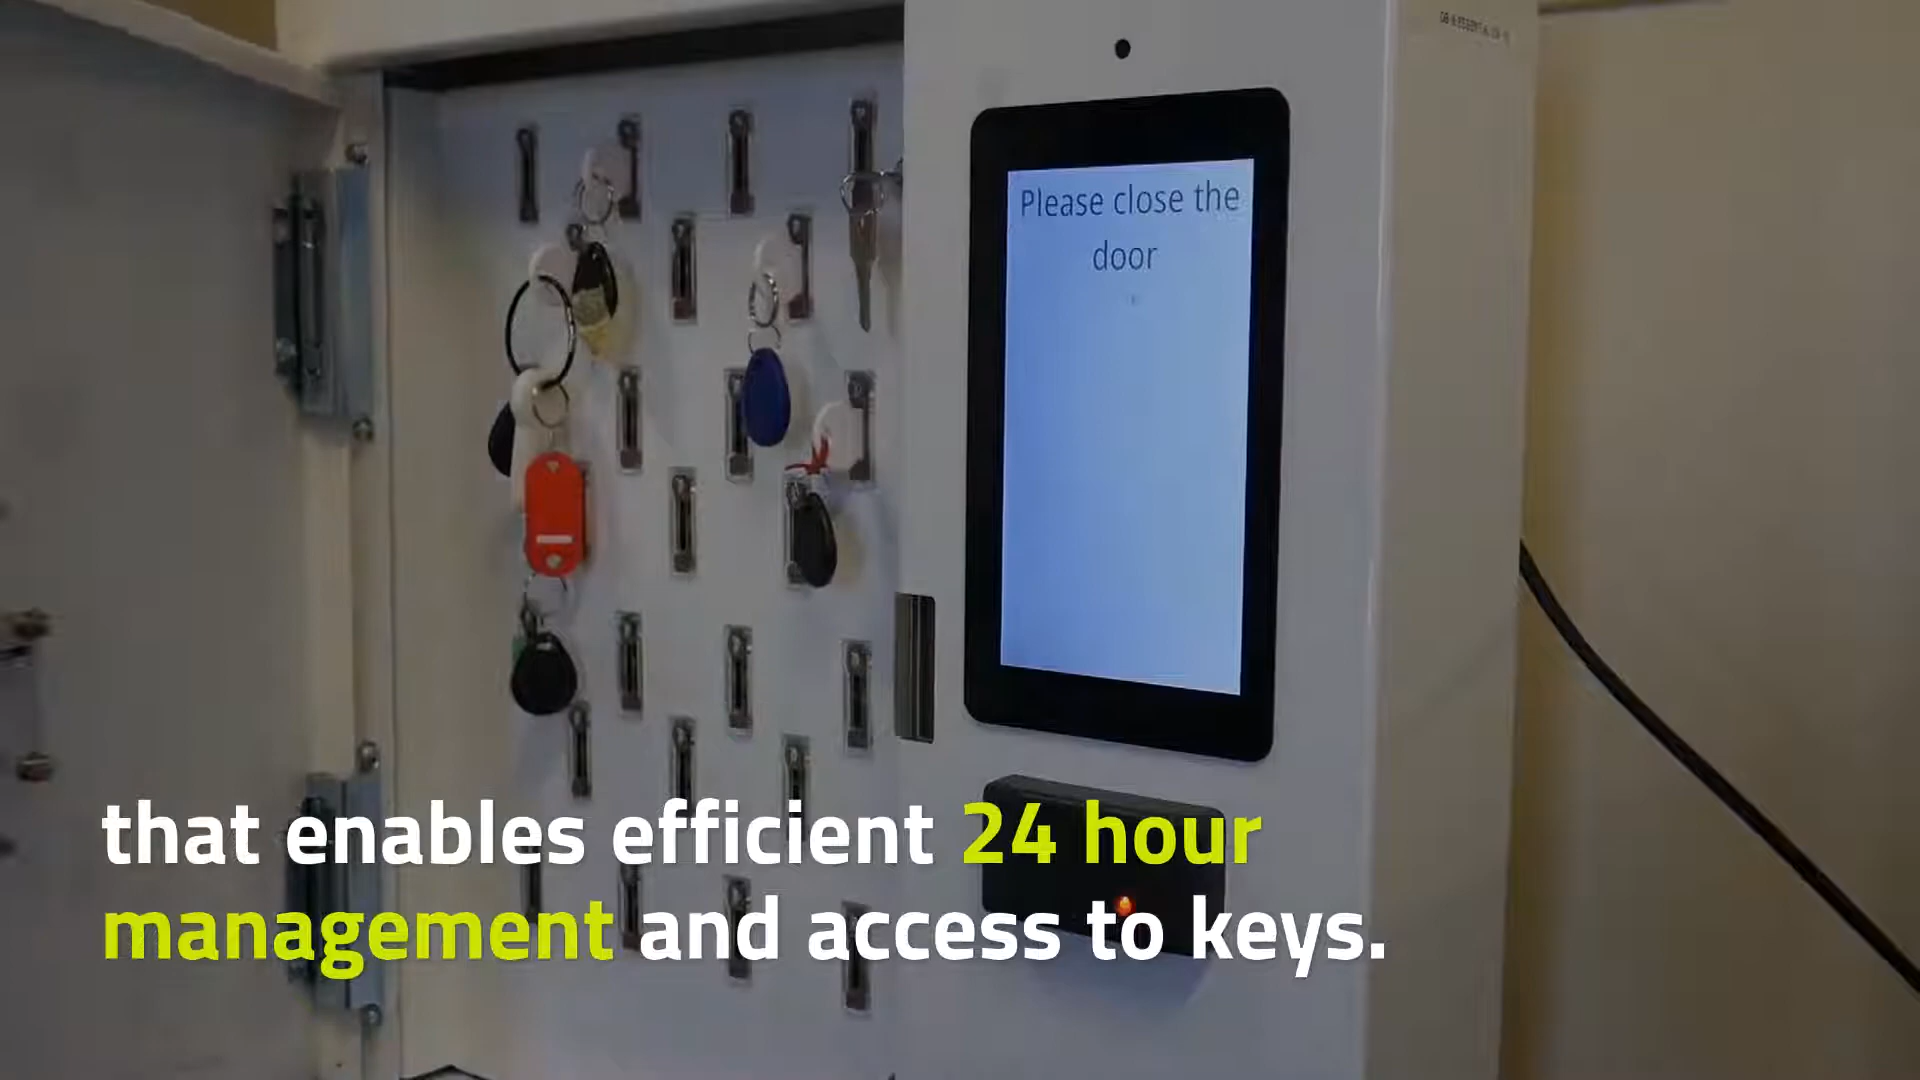 Please close the
door
that enables efficient 24 hour
management and access to keys.